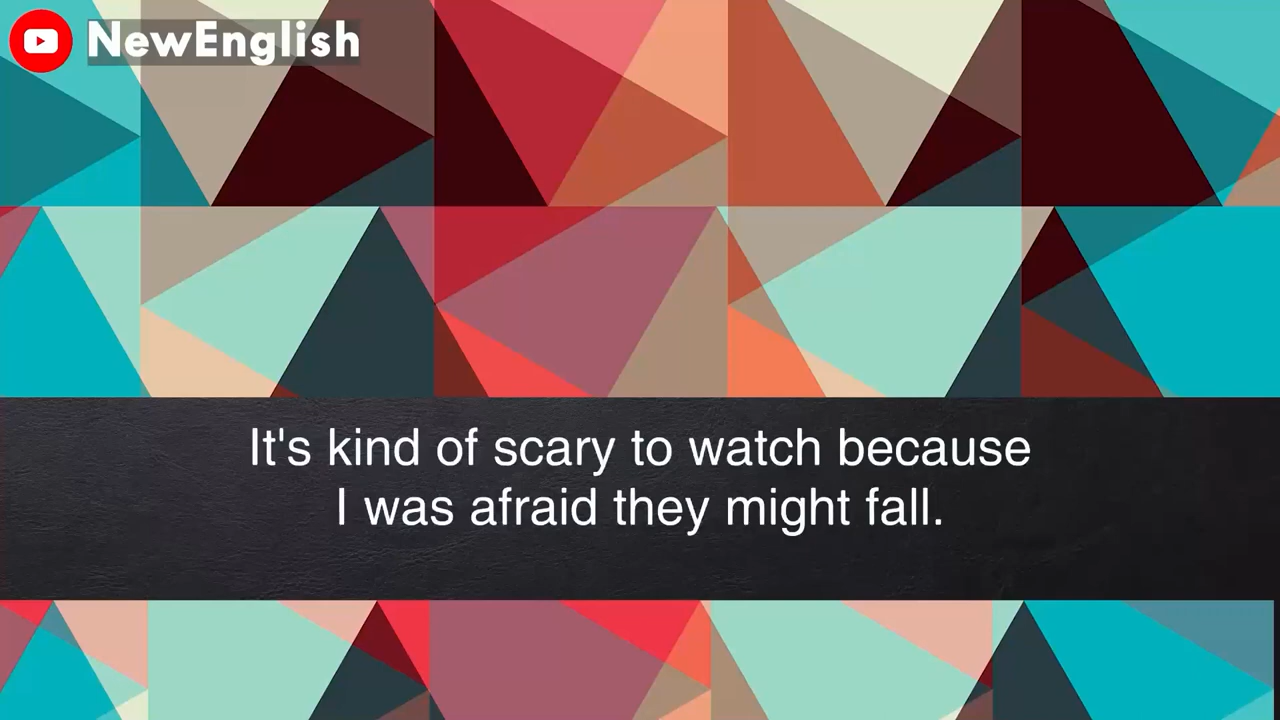 NewEnglish
It's kind of scary to watch because
I was afraid they might fall.